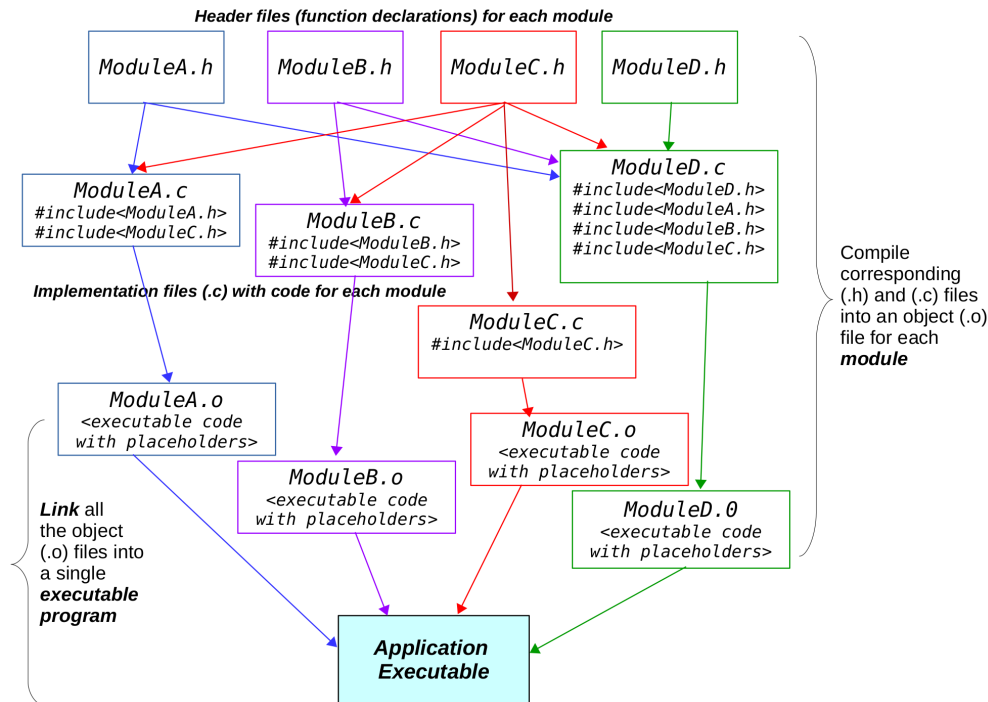 Header files (function declarations) for each module
ModuleA.h
ModuleB.h
ModuleC.h
ModuleD.h
ModuleA.c
#include<ModuleA.h>
#include<ModuleC.h>
ModuleB.c
#include<ModuleB.h>
#include<ModuleC.h>
ModuleD.c
#include<ModuleD.h>
#include<ModuleA.h>
#include<ModuleB.h>
#include<ModuleC.h>
Implementation files (.c) with code for each module
ModuleC.c
#include<ModuleC.h>
Compile
corresponding
(.h) and (.c) files
into an object (.o)
file for each
module
ModuleA.o
<executable code
with placeholders>
ModuleB.o
<executable code
with placeholders>
ModuleC.o
<executable code
with placeholders>
ModuleD.0
<executable code
with placeholders>
Link all
the object
(.o) files into
a single
executable
program
Application
Executable